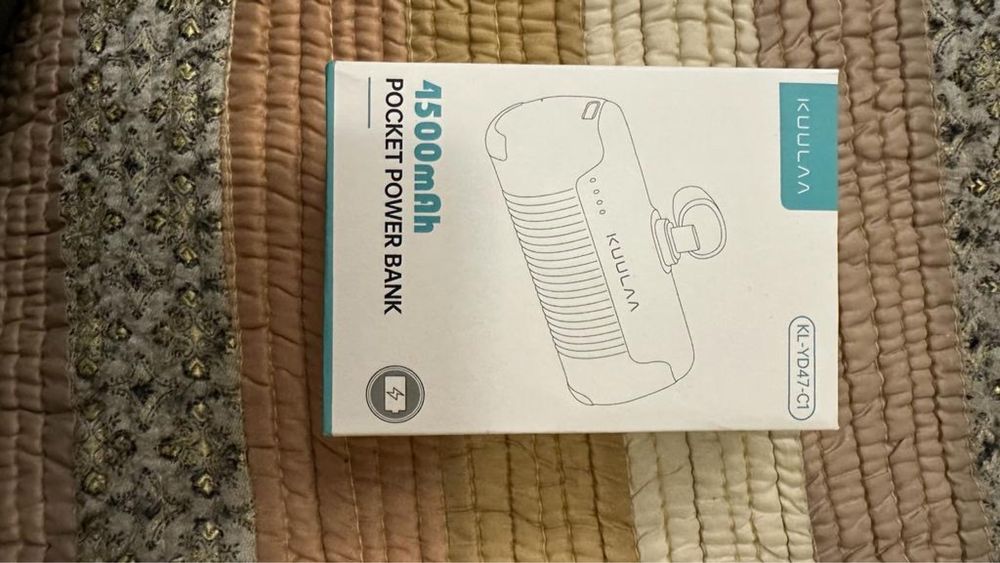 KUULAA
KL-YD47-C1
KUULAA
4500mAh
POCKET POWER BANK